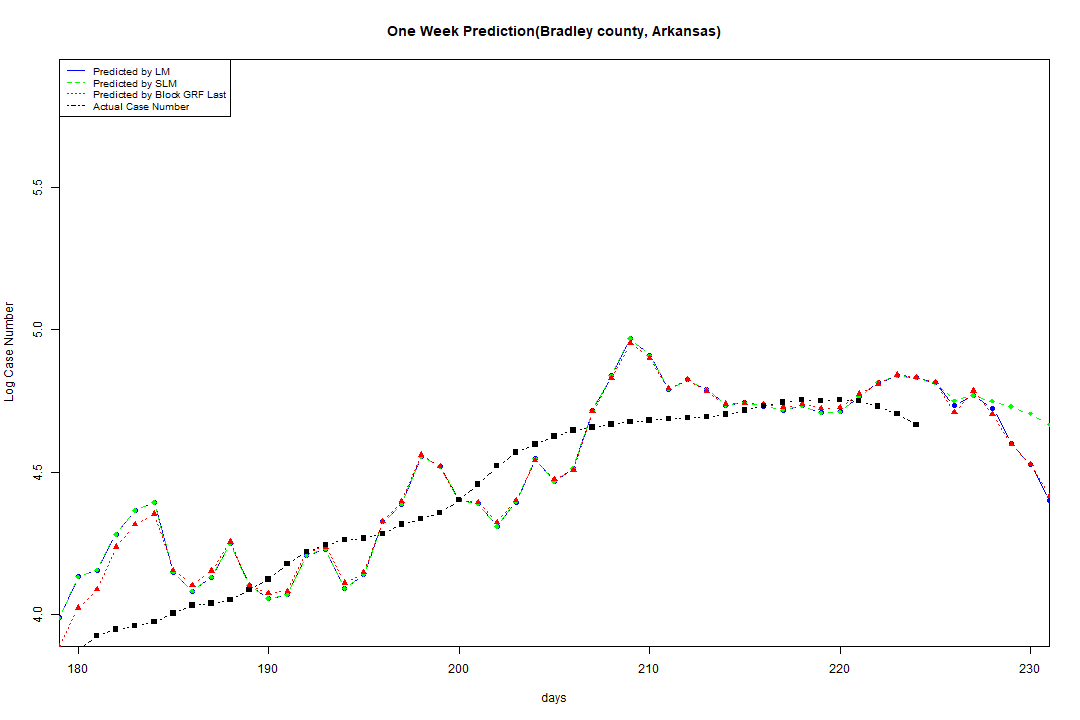 One Week Prediction(Bradley county, Arkansas)
Predicted by LM
Predicted by SLM
Predicted by Block GRF Last
Actual Case Number
5.5
5.0
4.5
4.0
Log Case Number
180 190 200 210 220 230
days